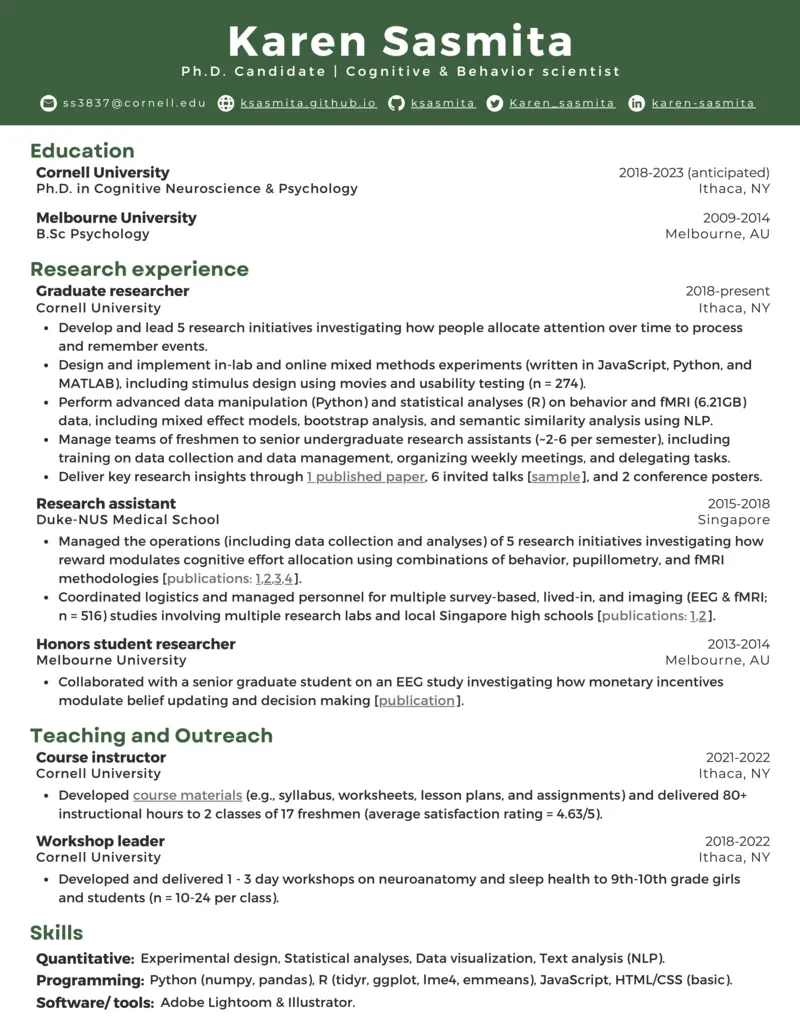 Karen Sasmita
Ph.D. Candidate | Cognitive & Behavior scientist
ss3837@cornell.edu ksasmita.github.io ksasmita Karen_sasmita karen-sasmita
Education
Cornell University 2018-2023 (anticipated)
Ph.D. in Cognitive Neuroscience & Psychology Ithaca, NY
Melbourne University 2009-2014
B.Sc Psychology Melbourne, AU
Research experience
Graduate researcher 2018-present
Cornell University Ithaca, NY
• Develop and lead 5 research initiatives investigating how people allocate attention over time to process
and remember events.
• Design and implement in-lab and online mixed methods experiments (written in JavaScript, Python, and
MATLAB), including stimulus design using movies and usability testing (n = 274).
• Perform advanced data manipulation (Python) and statistical analyses (R) on behavior and fMRI (6.21GB)
data, including mixed effect models, bootstrap analysis, and semantic similarity analysis using NLP.
• Manage teams of freshmen to senior undergraduate research assistants (~2-6 per semester), including
training on data collection and data management, organizing weekly meetings, and delegating tasks.
• Deliver key research insights through 1 published paper, 6 invited talks [sample], and 2 conference posters.
Research assistant 2015-2018
Duke-NUS Medical School Singapore
• Managed the operations (including data collection and analyses) of 5 research initiatives investigating how
reward modulates cognitive effort allocation using combinations of behavior, pupillometry, and fMRI
methodologies [publications: 1,2,3,4].
• Coordinated logistics and managed personnel for multiple survey-based, lived-in, and imaging (EEG & fMRI;
n = 516) studies involving multiple research labs and local Singapore high schools [publications: 1,2].
Honors student researcher 2013-2014
Melbourne University Melbourne, AU
• Collaborated with a senior graduate student on an EEG study investigating how monetary incentives
modulate belief updating and decision making [publication].
Teaching and Outreach
Course instructor 2021-2022
Cornell University Ithaca, NY
• Developed course materials (e.g., syllabus, worksheets, lesson plans, and assignments) and delivered 80+
instructional hours to 2 classes of 17 freshmen (average satisfaction rating = 4.63/5).
Workshop leader 2018-2022
Cornell University Ithaca, NY
• Developed and delivered 1 - 3 day workshops on neuroanatomy and sleep health to 9th-10th grade girls
and students (n = 10-24 per class).
Skills
Quantitative: Experimental design, Statistical analyses, Data visualization, Text analysis (NLP).
Programming: Python (numpy, pandas), R (tidyr, ggplot, lme4, emmeans), JavaScript, HTML/CSS (basic).
Software/ tools: Adobe Lightoom & Illustrator.